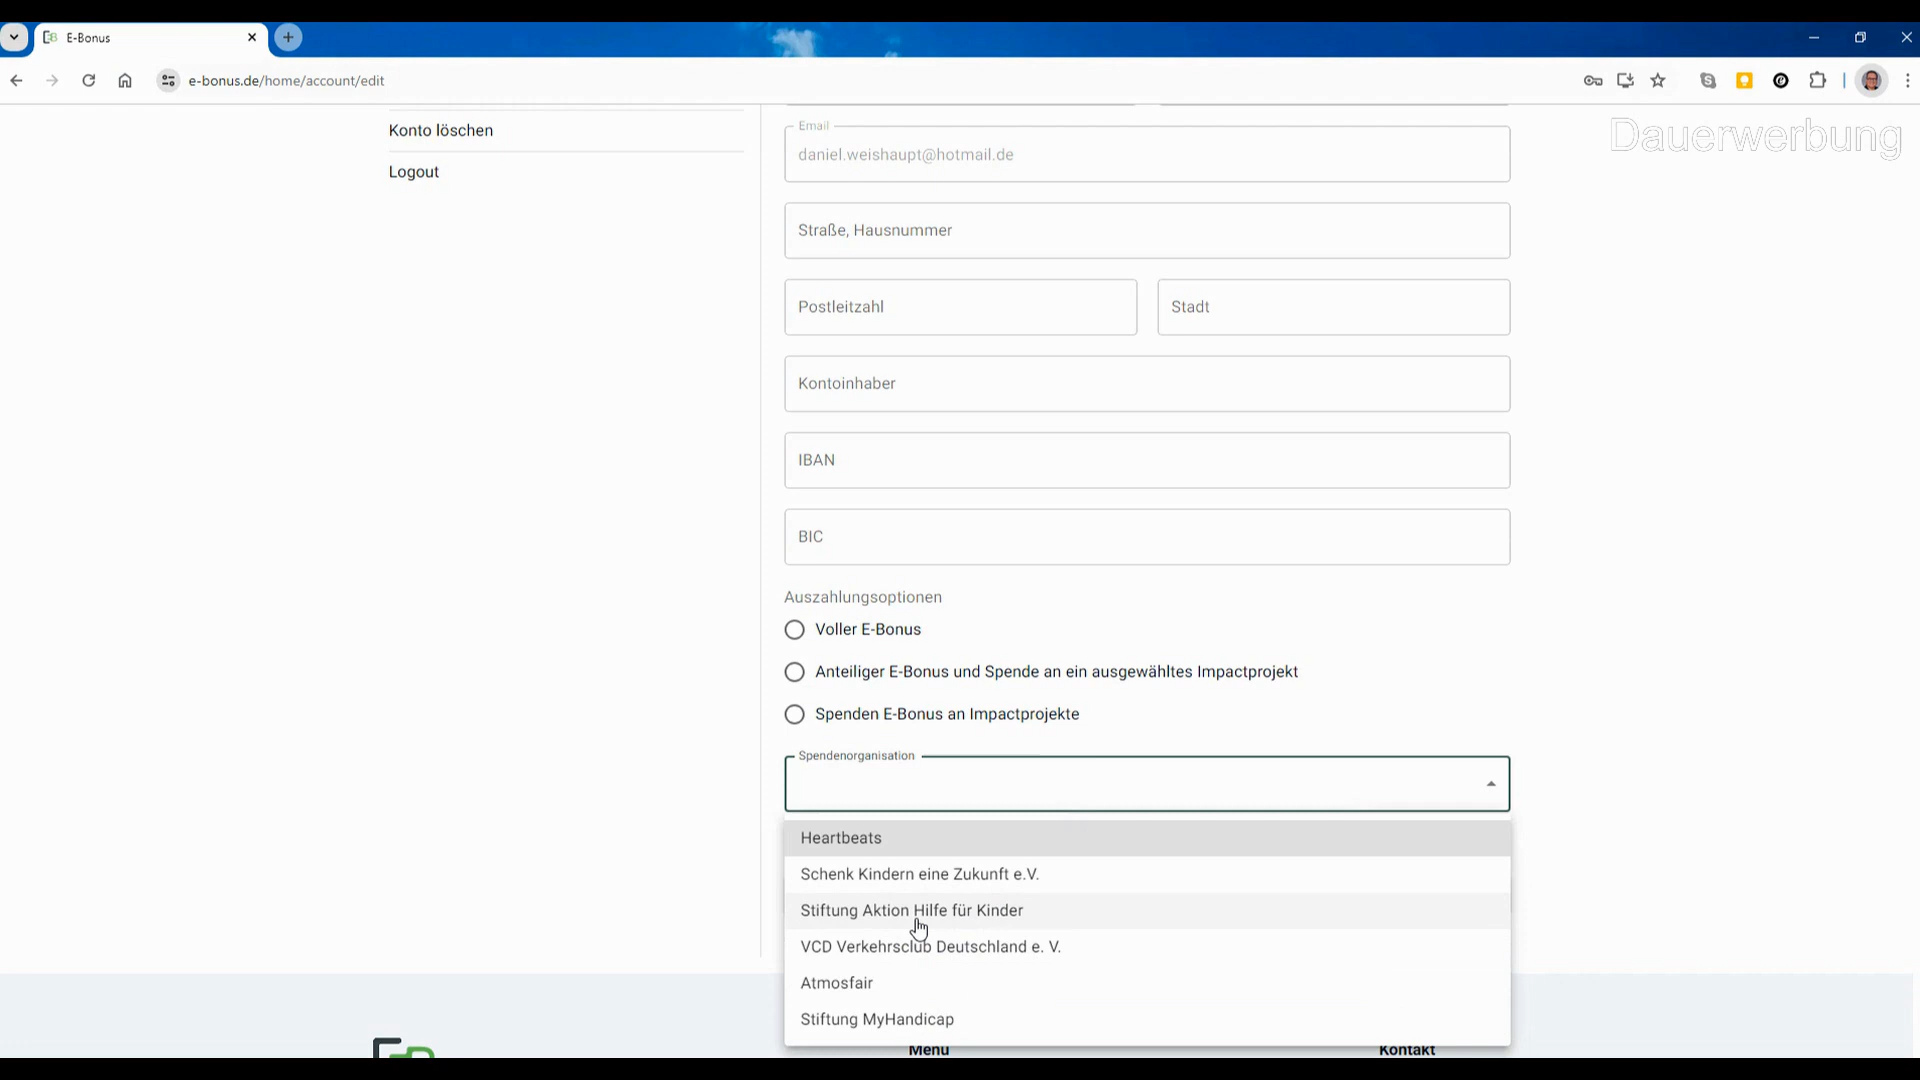 E-Bonus
e-bonus.de/home/account/edit
Dauerwerbung
Konto löschen
Logout
Email
daniel.weishaupt@hotmail.de
Straße, Hausnummer
Postleitzahl
Stadt
Kontoinhaber
IBAN
BIC
Auszahlungsoptionen
Voller E-Bonus
Anteiliger E-Bonus und Spende an ein ausgewähltes Impactprojekt
Spenden E-Bonus an Impactprojekte
Spendenorganisation
Heartbeats
Schenk Kindern eine Zukunft e.V.
Stiftung Aktion Hilfe für Kinder
VCD Verkehrsclub Deutschland e. V.
Atmosfair
Stiftung MyHandicap
Menu
Kontakt